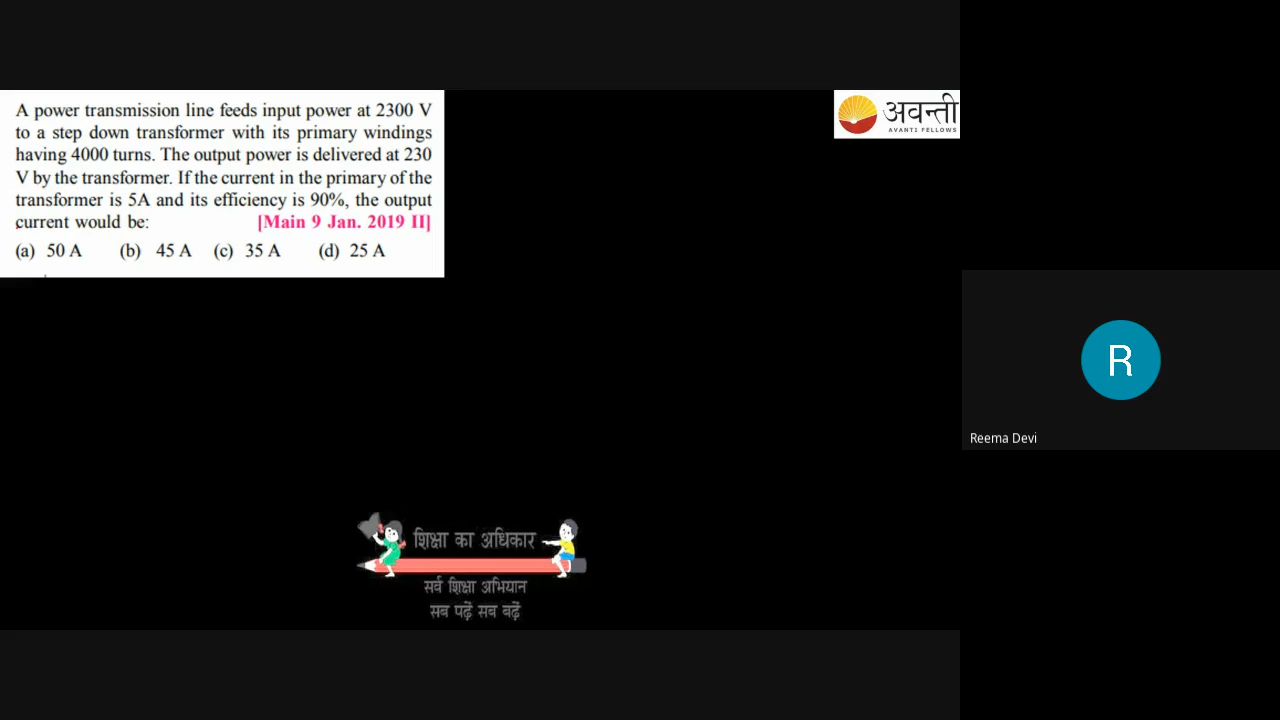 A power transmission line feeds input power at 2300 V
to a step down transformer with its primary windings
having 4000 turns. The output power is delivered at 230
V by the transformer. If the current in the primary of the
transformer is 5A and its efficiency is 90%, the output
current would be: [Main 9 Jan. 2019 II]
(a) 50 A (b) 45 A (c) 35 A (d) 25 A
अवन्ती
AVANTI FELLOWS
R
Reema Devi
शिक्षा का अधिकार
सर्व शिक्षा अभियान
सब पढ़ें सब बढ़ें